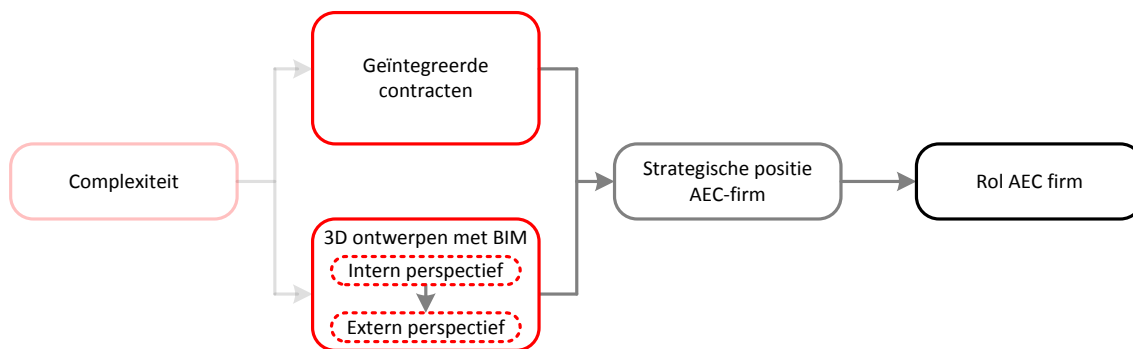 Complexiteit
Geïntegreerde
contracten
3D ontwerpen met BIM
Intern perspectief
Extern perspectief
Strategische positie
AEC-firm
Rol AEC firm